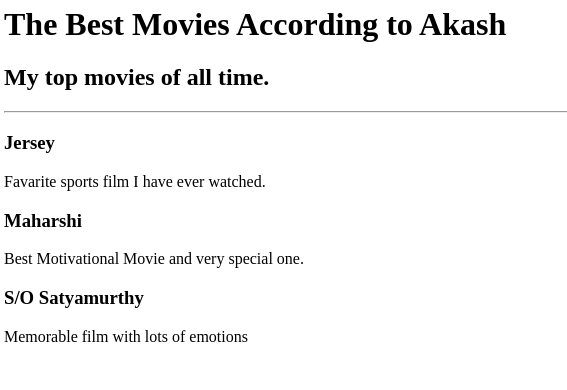 The Best Movies According to Akash
My top movies of all time.
Jersey
Favarite sports film I have ever watched.
Maharshi
Best Motivational Movie and very special one.
S/O Satyamurthy
Memorable film with lots of emotions